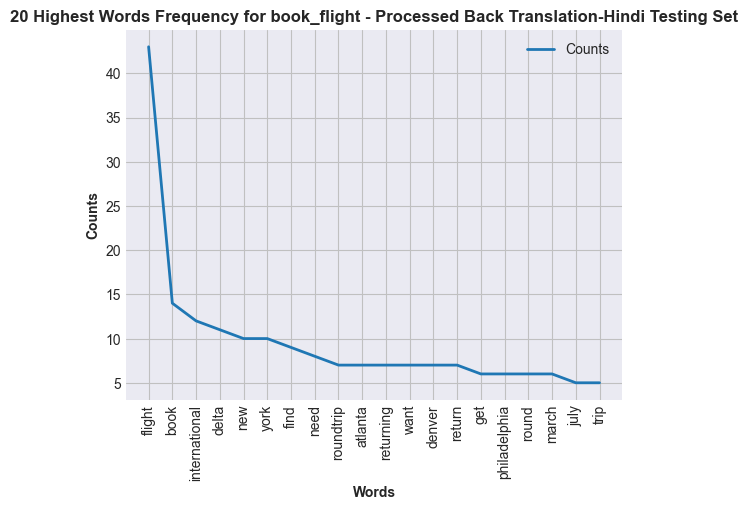 20 Highest Words Frequency for book_flight - Processed Back Translation-Hindi Testing Set
Counts
Counts
40
35
30
25
20
15
10
5
flight
book
international
delta
new
york
find
need
roundtrip
atlanta
returning
want
denver
return
get
philadelphia
round
march
july
trip
Words